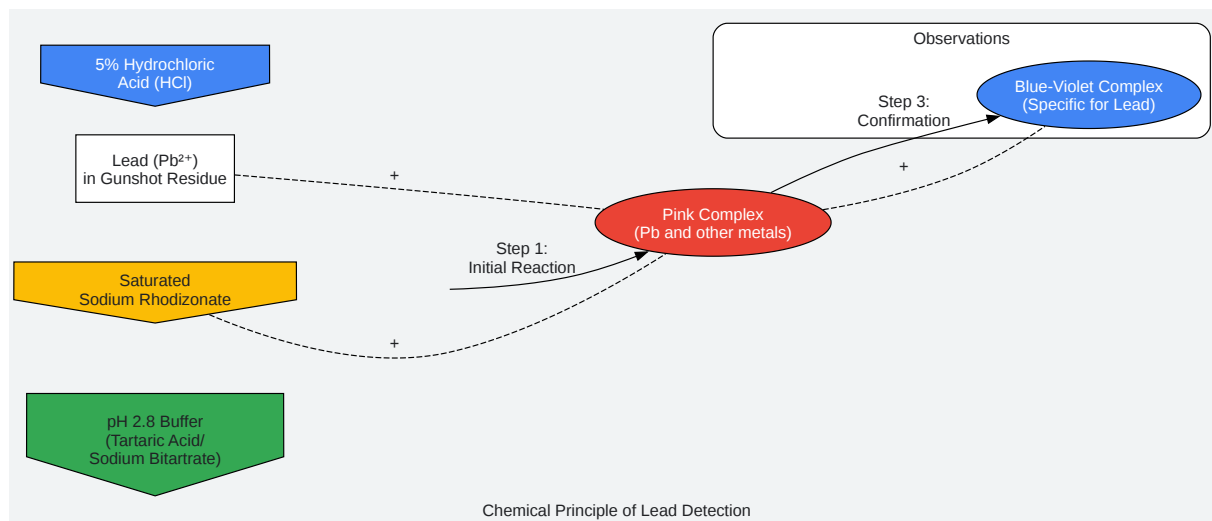 Observations
5% Hydrochloric
Acid (HCl)
Blue-Violet Complex
(Specific for Lead)
Step 3:
Confirmation
Lead (Pb²⁺)
in Gunshot Residue
+
+
Pink Complex
(Pb and other metals)
Step 1:
Initial Reaction
Saturated
Sodium Rhodizonate
+
pH 2.8 Buffer
(Tartaric Acid/
Sodium Bitartrate)
Chemical Principle of Lead Detection